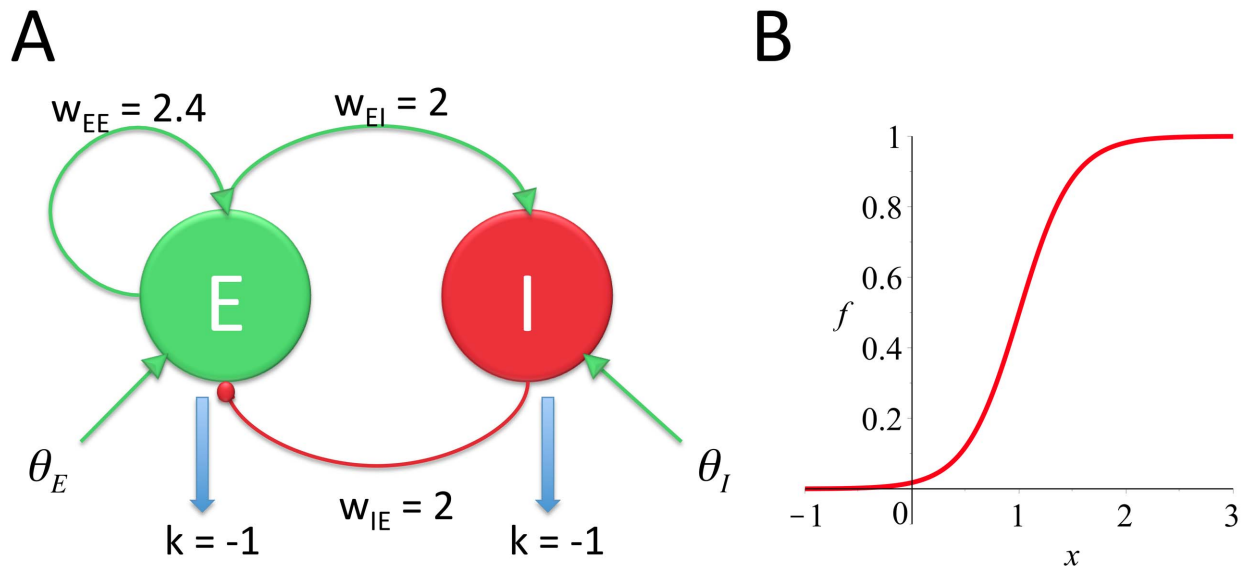 A
B
w_EE = 2.4
w_EI = 2
E
I
θ_E
θ_I
w_IE = 2
k = -1
k = -1
1
0.8
0.6
f
0.4
0.2
−1
0
1
2
3
x